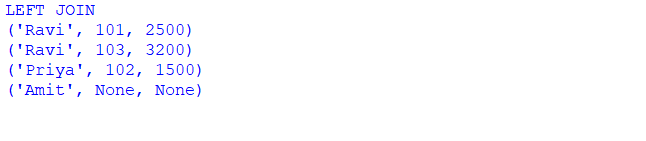 LEFT JOIN
('Ravi', 101, 2500)
('Ravi', 103, 3200)
('Priya', 102, 1500)
('Amit', None, None)